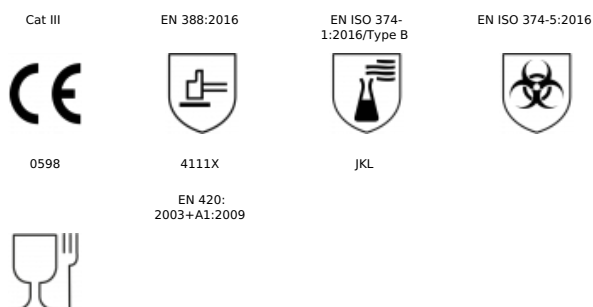 Cat III
EN 388:2016
EN ISO 374-
1:2016/Type B
EN ISO 374-5:2016
CE
0598
4111X
JKL
EN 420:
2003+A1:2009